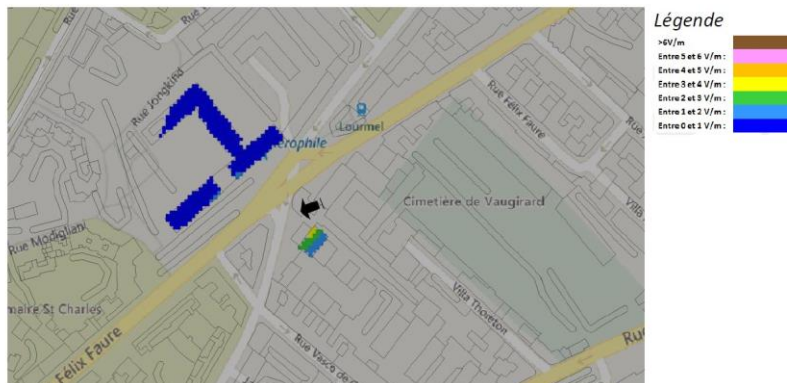 Légende
>6V/m
Entre 5 et 6 V/m :
Entre 4 et 5 V/m :
Entre 3 et 4 V/m :
Entre 2 et 3 V/m :
Entre 1 et 2 V/m :
Entre 0 et 1 V/m :
Rue Jongkind
Rue Félix Faure
Lourmel
érophile
Cimetière de Vaugirard
Villa
Rue Modigliani
maire St Charles
Villa Thoreton
Félix Faure
Rue Vasco de
Rue